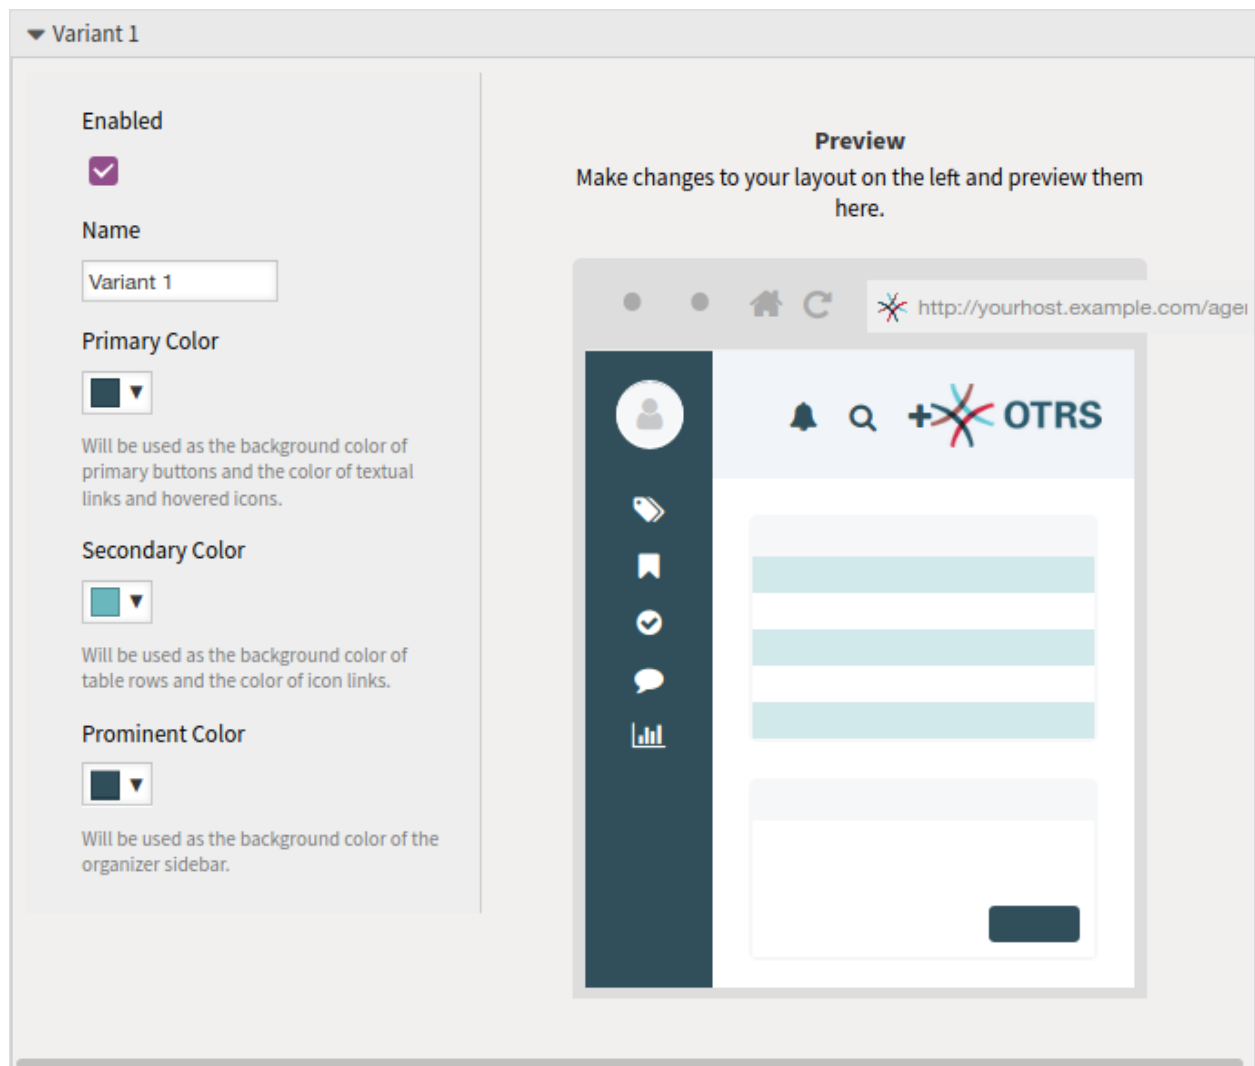 Variant 1
Enabled
Name
Variant 1
Primary Color
Will be used as the background color of
primary buttons and the color of textual
links and hovered icons.
Secondary Color
Will be used as the background color of
table rows and the color of icon links.
Prominent Color
Will be used as the background color of the
organizer sidebar.
Preview
Make changes to your layout on the left and preview them
here.
http://yourhost.example.com/agen
OTRS